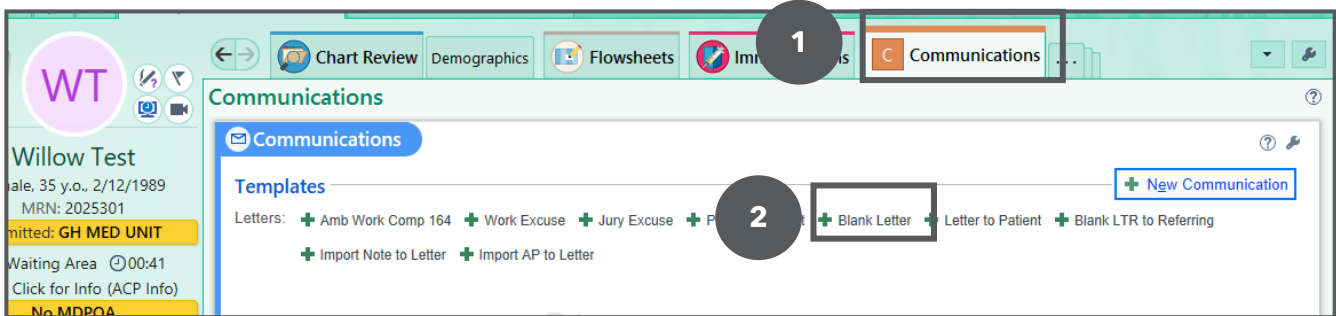 1
Chart Review Demographics Flowsheets Communications ...
Communications
WT
Communications
Willow Test
35 y.o., 2/12/1989
MRN: 2025301
GH MED UNIT
Waiting Area 00:41
Click for Info (ACP Info)
No MDPOA
Templates
New Communication
2
Letters: Amb Work Comp 164 Work Excuse Jury Excuse Blank Letter Letter to Patient Blank LTR to Referring
Import Note to Letter Import AP to Letter